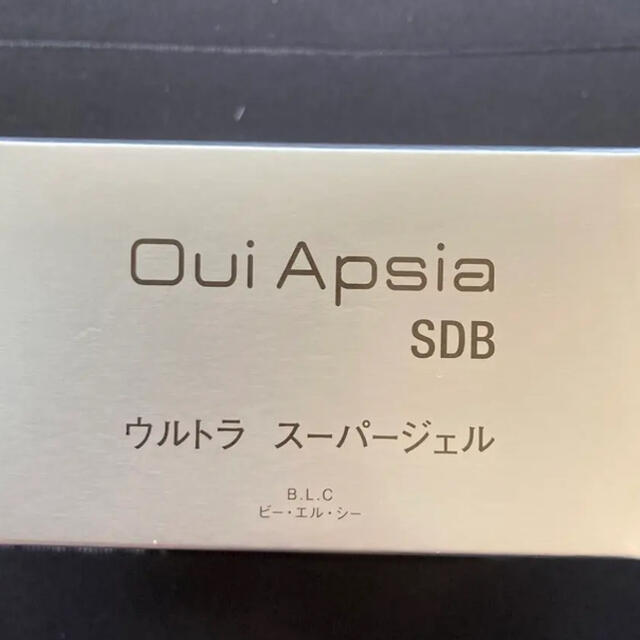 Oui Apsia
SDB
ウルトラ スーパージェル
B.L.C
ビー・エル・シー